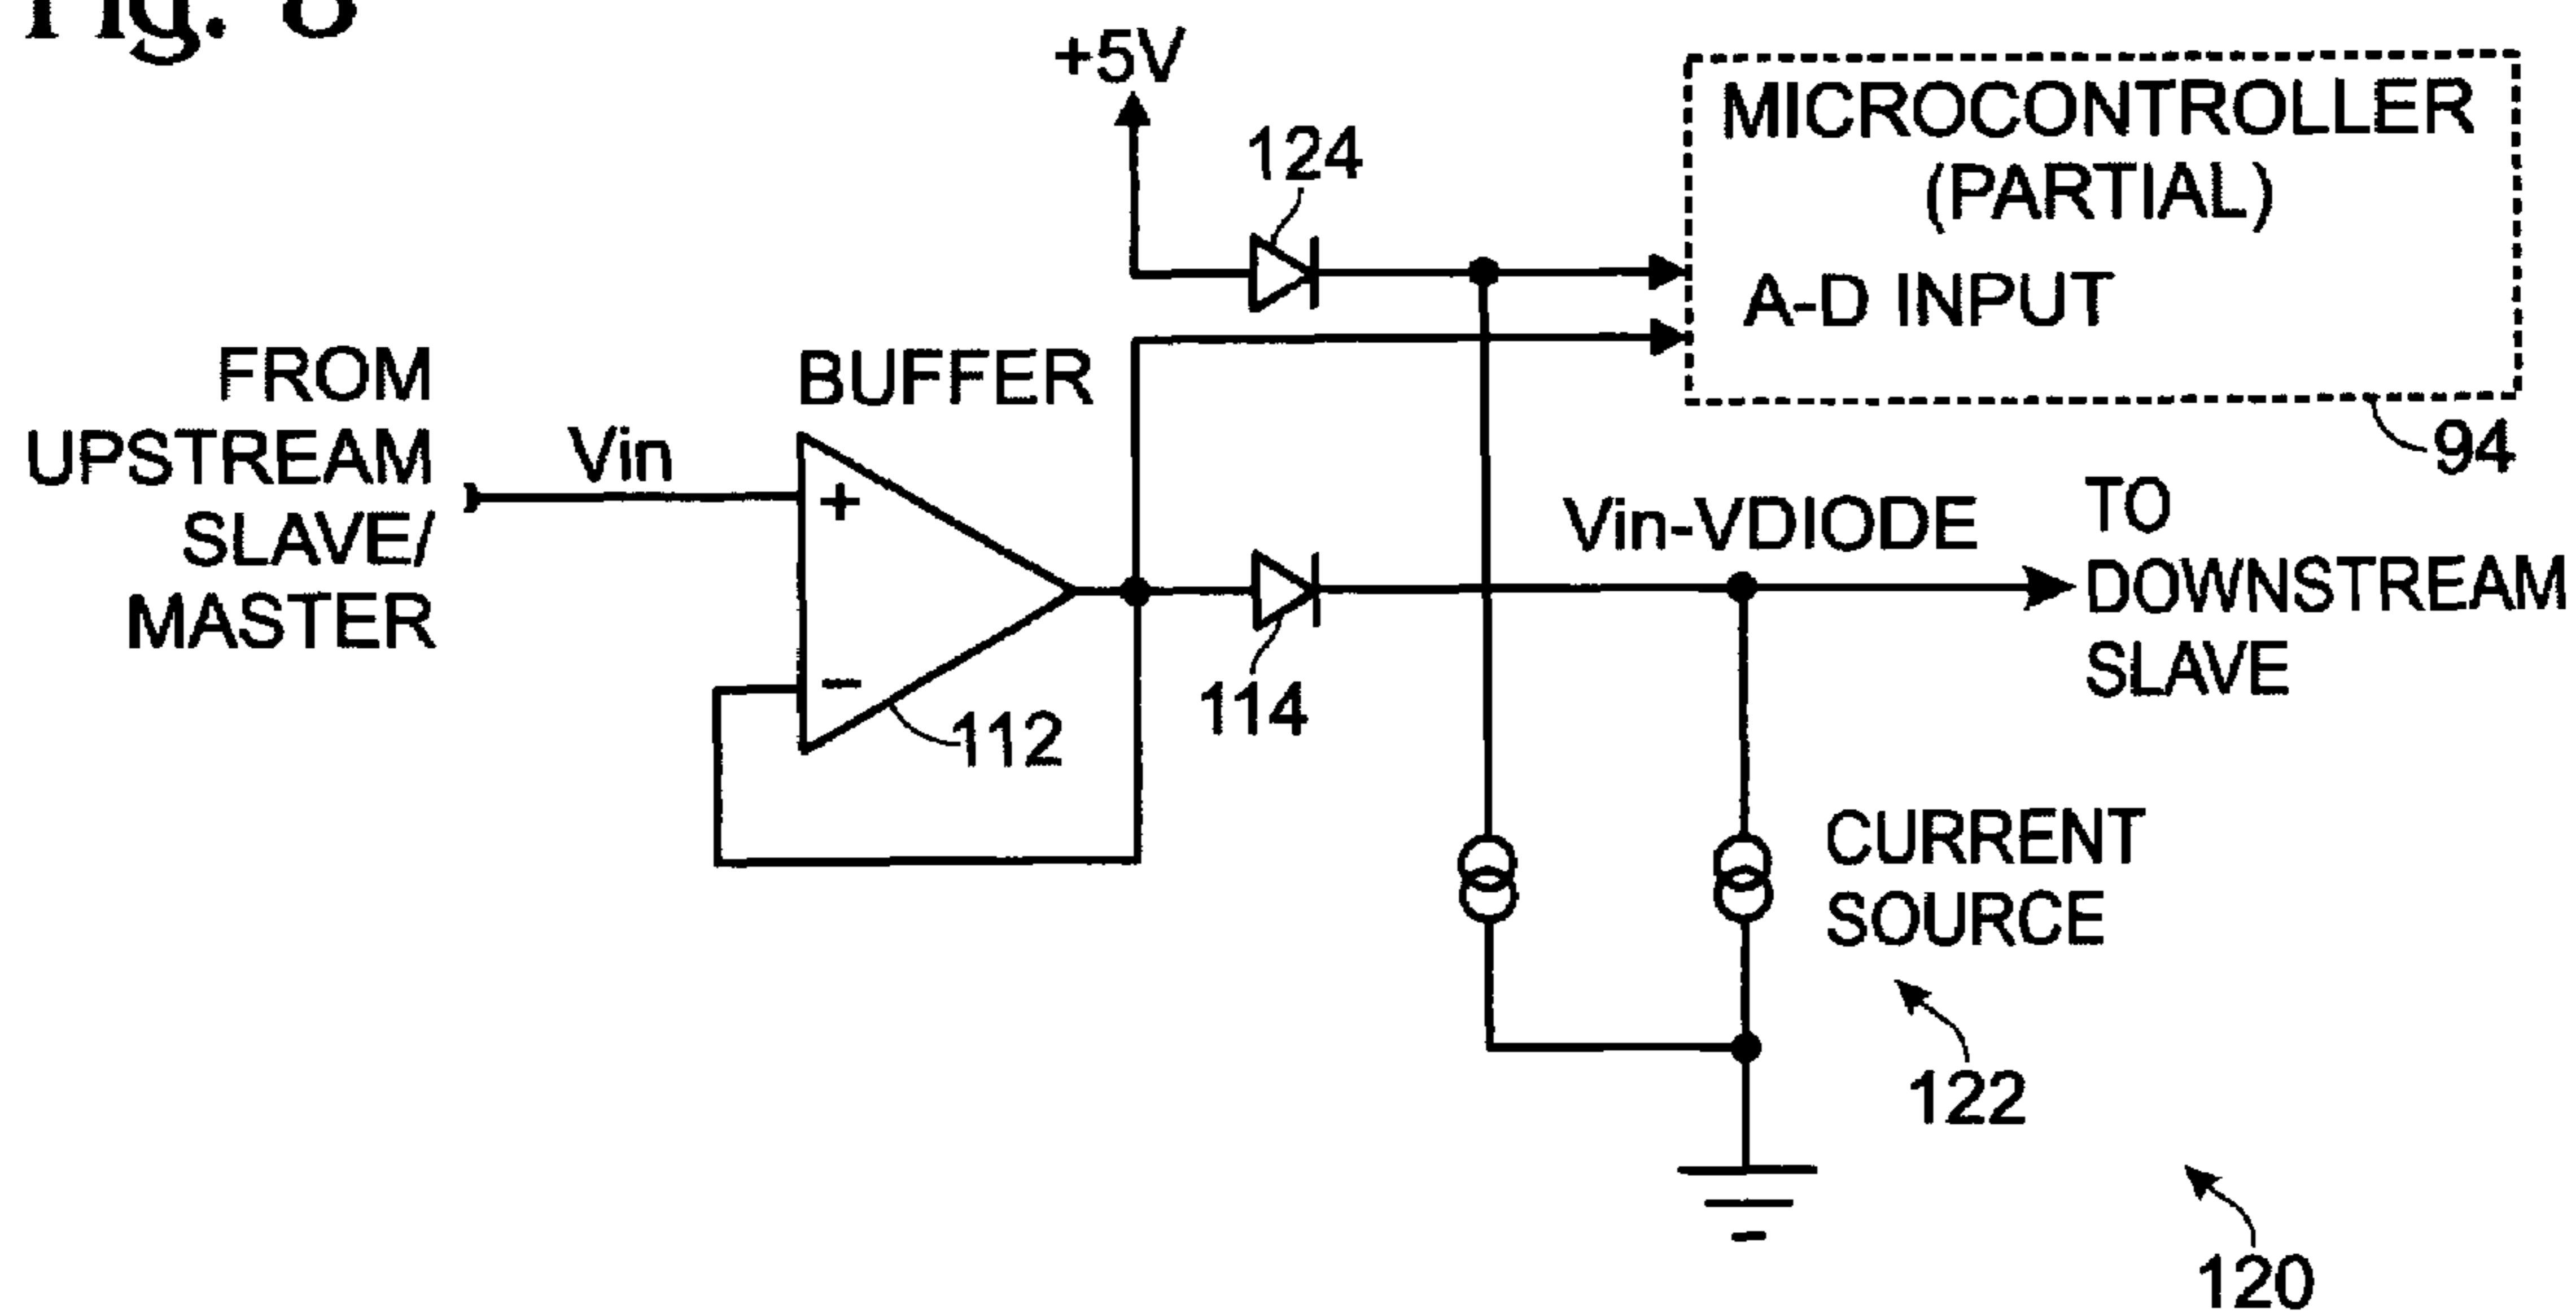 Fig. 8
+5V
124
MICROCONTROLLER
(PARTIAL)
A-D INPUT
94
FROM
UPSTREAM
SLAVE/
MASTER
Vin
BUFFER
+
−
112
114
Vin-VDIODE
TO
DOWNSTREAM
SLAVE
CURRENT
SOURCE
122
120